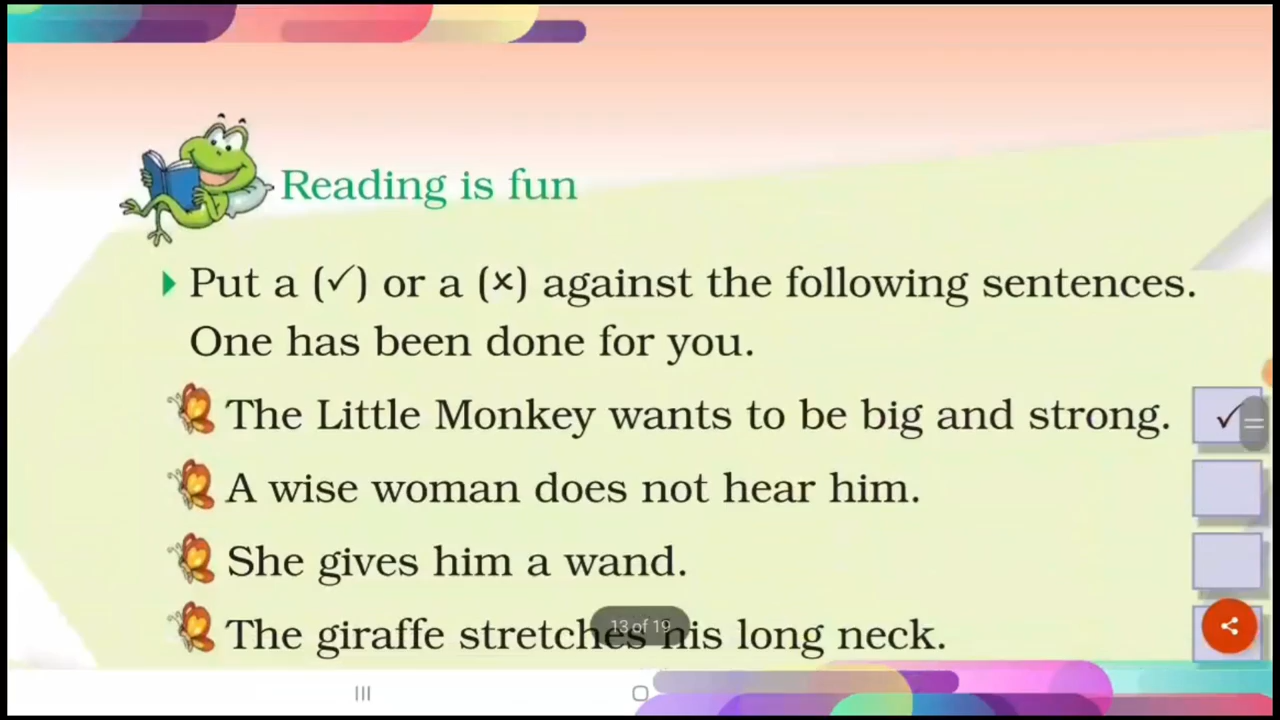 Reading is fun
Put a (✓) or a (×) against the following sentences.
One has been done for you.
The Little Monkey wants to be big and strong. ✓
A wise woman does not hear him.
She gives him a wand.
The giraffe stretches his long neck.
13 of 19